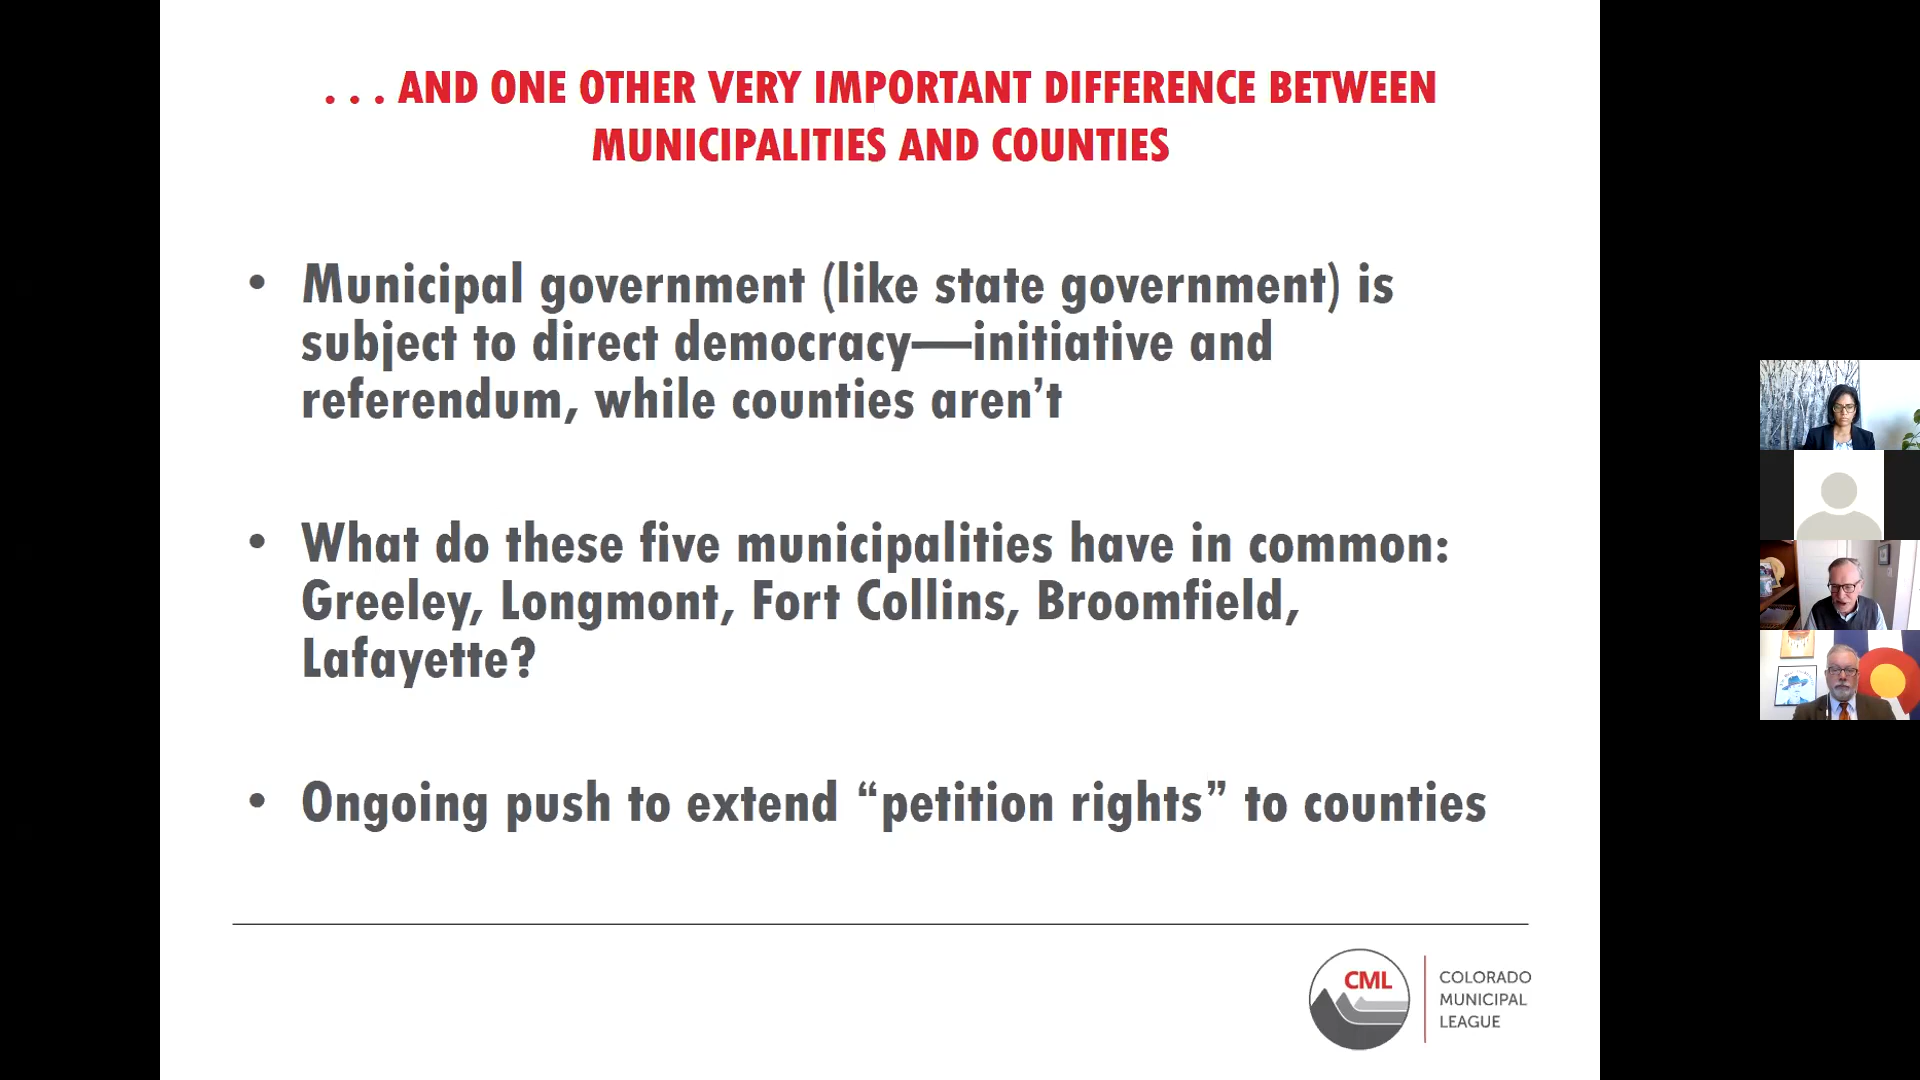 . . . AND ONE OTHER VERY IMPORTANT DIFFERENCE BETWEEN
MUNICIPALITIES AND COUNTIES
• Municipal government (like state government) is
subject to direct democracy—initiative and
referendum, while counties aren’t
• What do these five municipalities have in common:
Greeley, Longmont, Fort Collins, Broomfield,
Lafayette?
• Ongoing push to extend “petition rights” to counties
CML
COLORADO
MUNICIPAL
LEAGUE